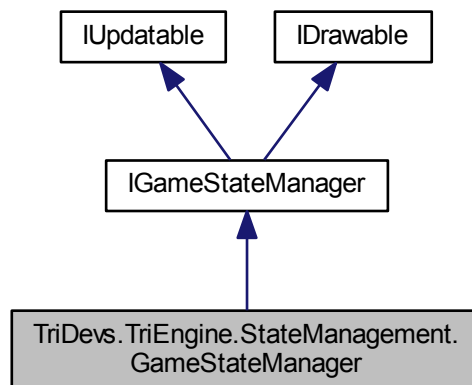 IUpdatable
IDrawable
IGameStateManager
TriDevs.TriEngine.StateManagement.
GameStateManager